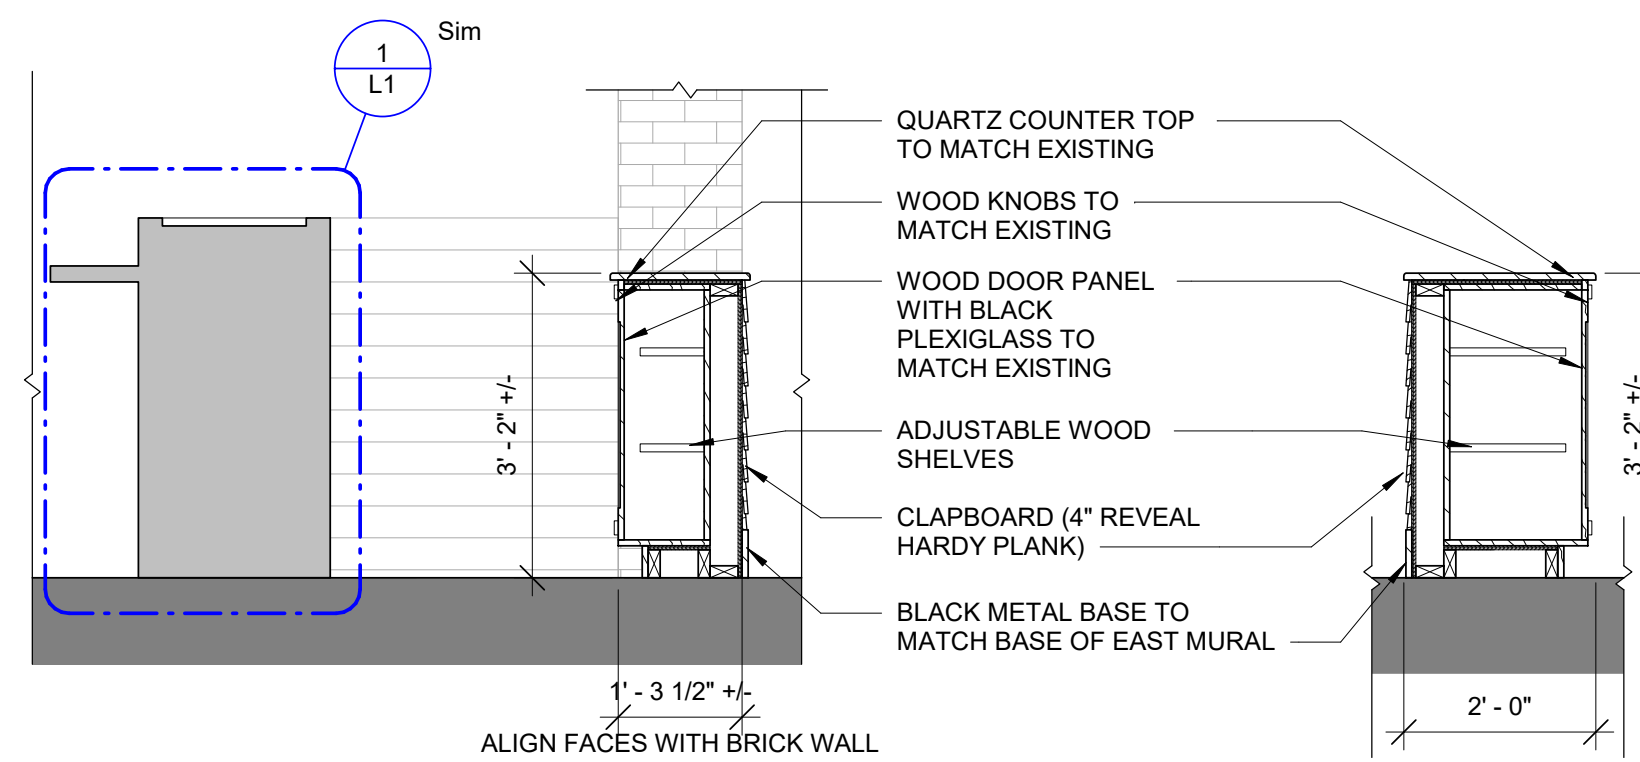 Sim
1
L1
QUARTZ COUNTER TOP
TO MATCH EXISTING
WOOD KNOBS TO
MATCH EXISTING
WOOD DOOR PANEL
WITH BLACK
PLEXIGLASS TO
MATCH EXISTING
ADJUSTABLE WOOD
SHELVES
CLAPBOARD (4" REVEAL
HARDY PLANK)
BLACK METAL BASE TO
MATCH BASE OF EAST MURAL
3' - 2" +/-
3' - 2" +/-
1' - 3 1/2" +/-
ALIGN FACES WITH BRICK WALL
2' - 0"